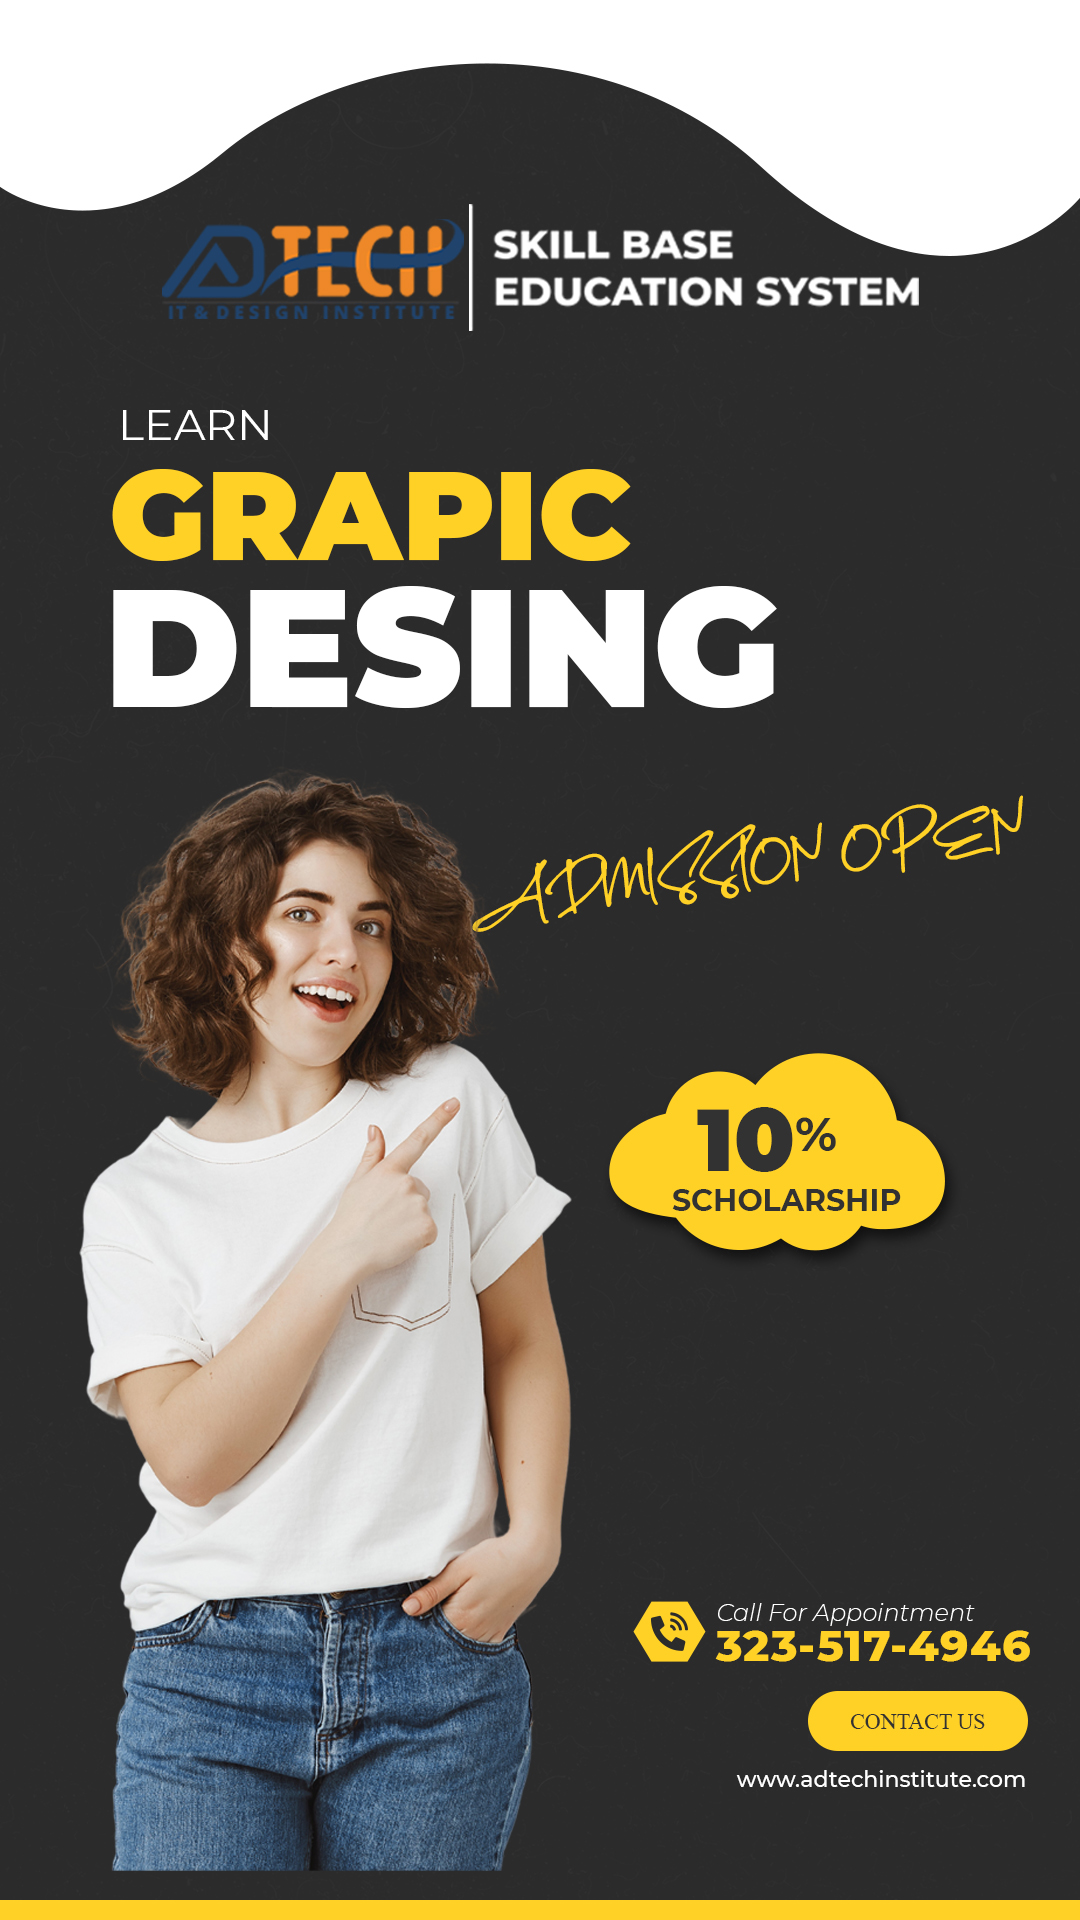 ADTECH
IT & DESIGN INSTITUTE
SKILL BASE
EDUCATION SYSTEM
LEARN
GRAPIC
DESING
ADMISSION OPEN
10%
SCHOLARSHIP
Call For Appointment
323-517-4946
CONTACT US
www.adtechinstitute.com